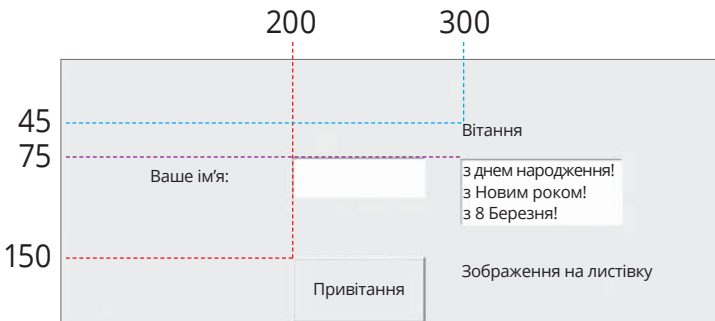 200 300
45
Вітання
75
Ваше ім'я:
з днем народження!
з Новим роком!
з 8 Березня!
150
Зображення на листівку
Привітання